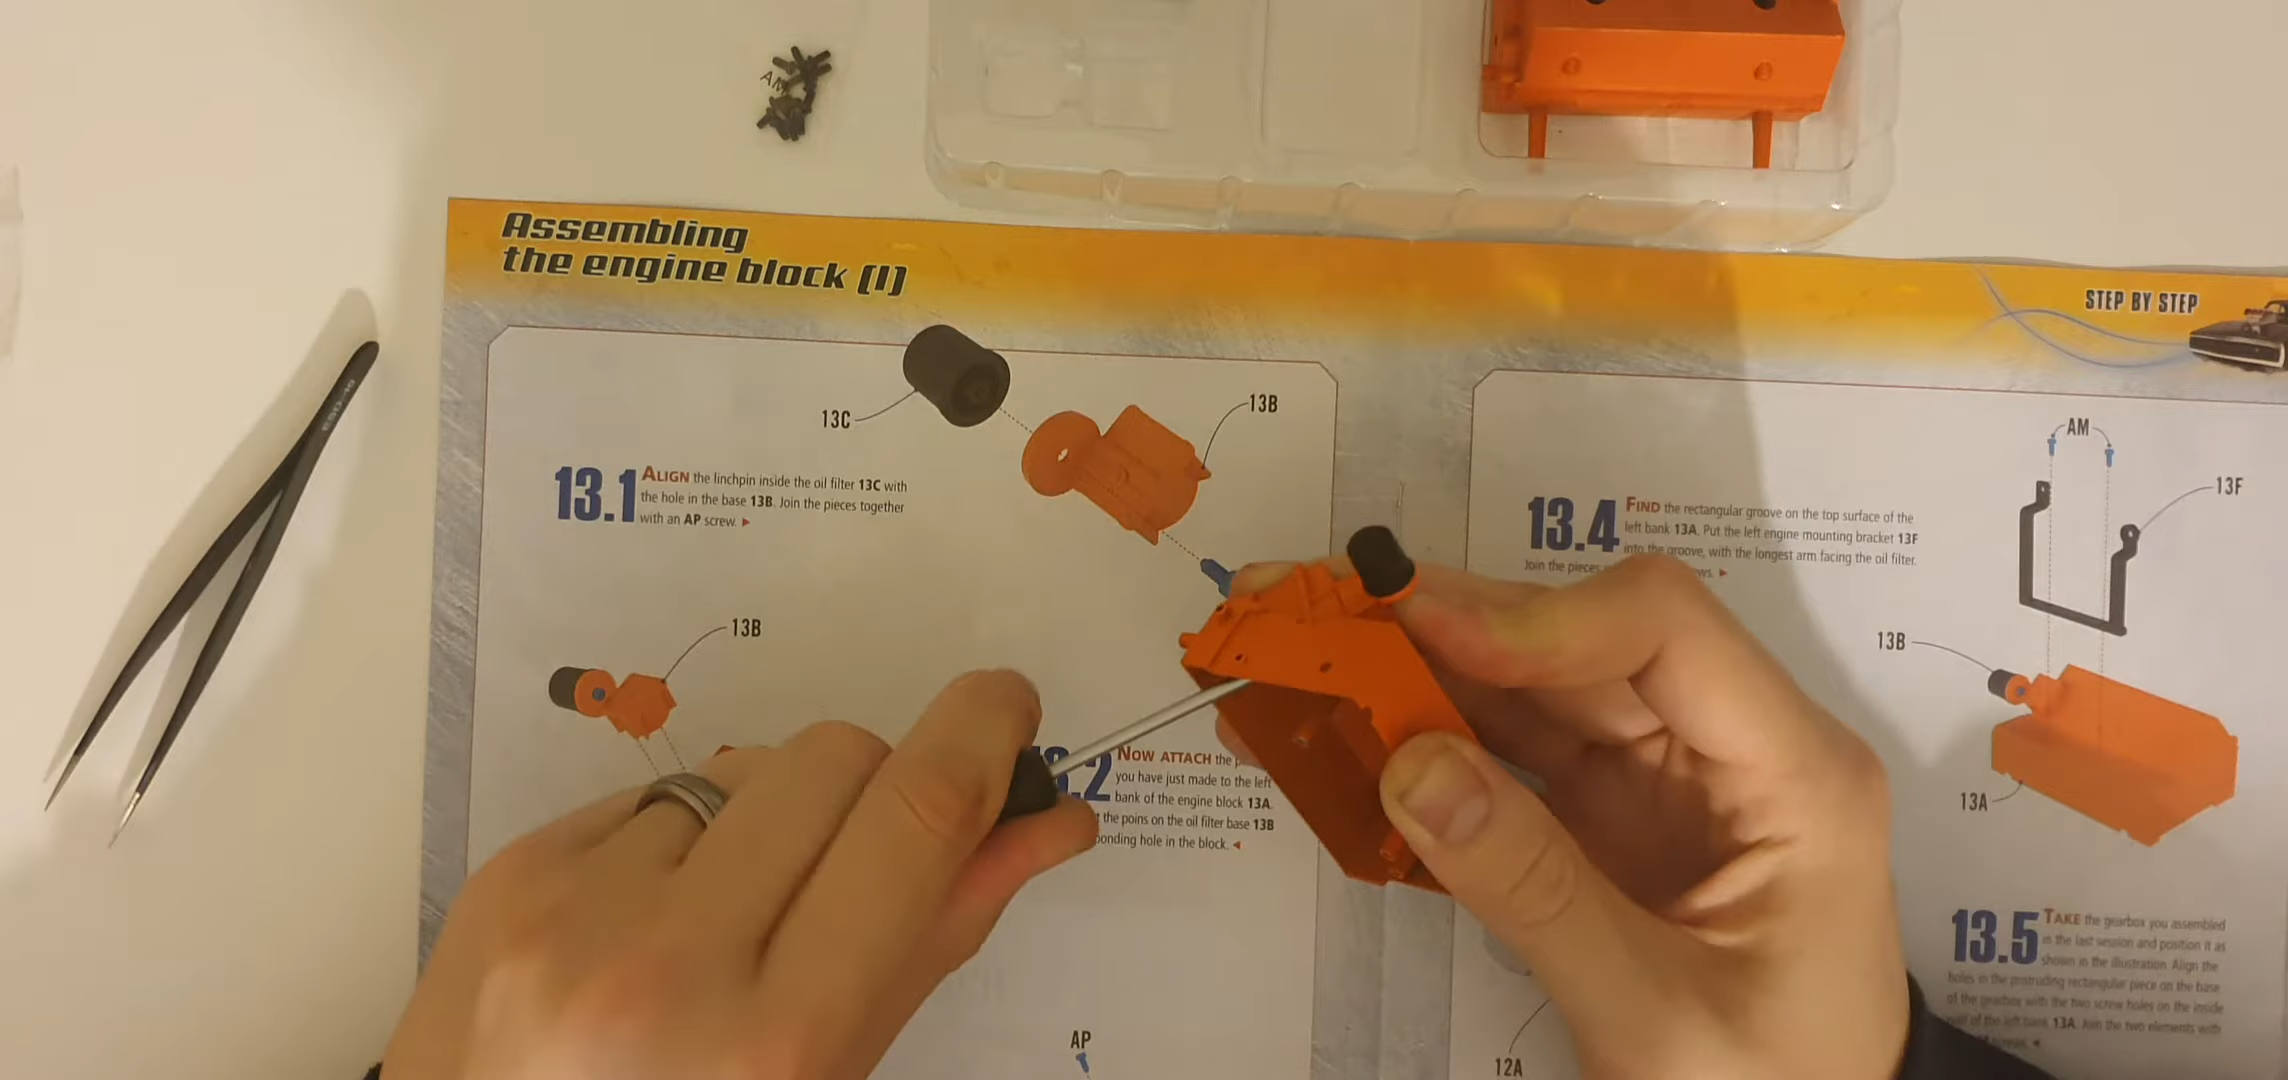 AM
ESD-10
Assembling
the engine block (I)
STEP BY STEP
13C
13B
13.1 ALIGN the linchpin inside the oil filter 13C with
the hole in the base 13B. Join the pieces together
with an AP screw.
13B
.2 NOW ATTACH the
you have just made to the left
bank of the engine block 13A.
the poins on the oil filter base 13B
hole in the block.
AP
AM
13F
13.4 FIND the rectangular groove on the top surface of the
left bank 13A. Put the left engine mounting bracket 13F
into the groove, with the longest arm facing the oil filter.
Join the pieces
13B
13A
13.5 TAKE the gearbox you assembled
in the last session and position it as
shown in the illustration. Align the
holes in the protruding rectangular piece on the base
of the gearbox with the two screw holes on the inside
of the left bank 13A. Join the two elements with
12A